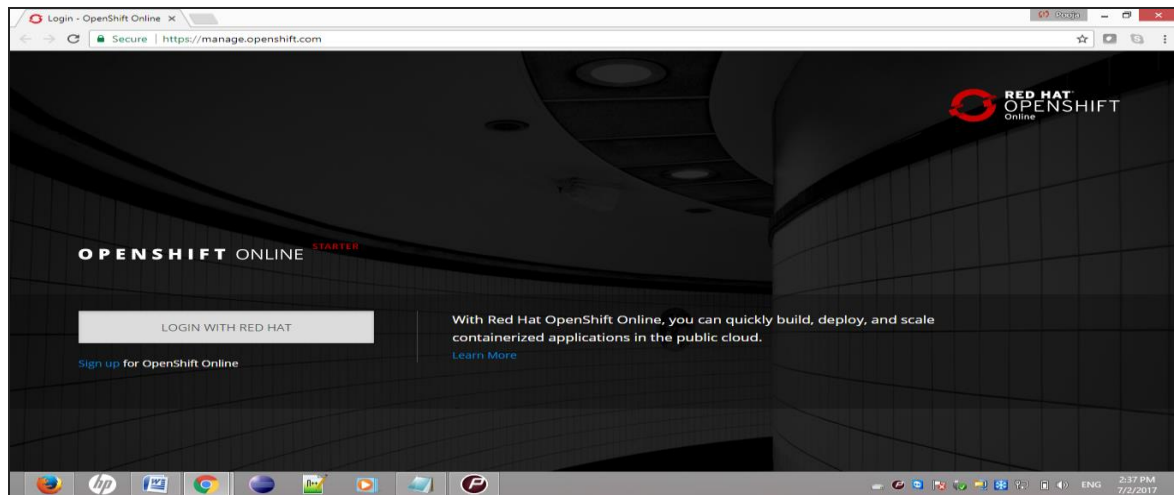 Login - OpenShift Online
Pooja
Secure | https://manage.openshift.com
RED HAT
OPENSHIFT
Online
OPENSHIFT ONLINE STARTER
LOGIN WITH RED HAT
Sign up for OpenShift Online
With Red Hat OpenShift Online, you can quickly build, deploy, and scale
containerized applications in the public cloud.
Learn More
hp
ENG
2:37 PM
7/2/2017